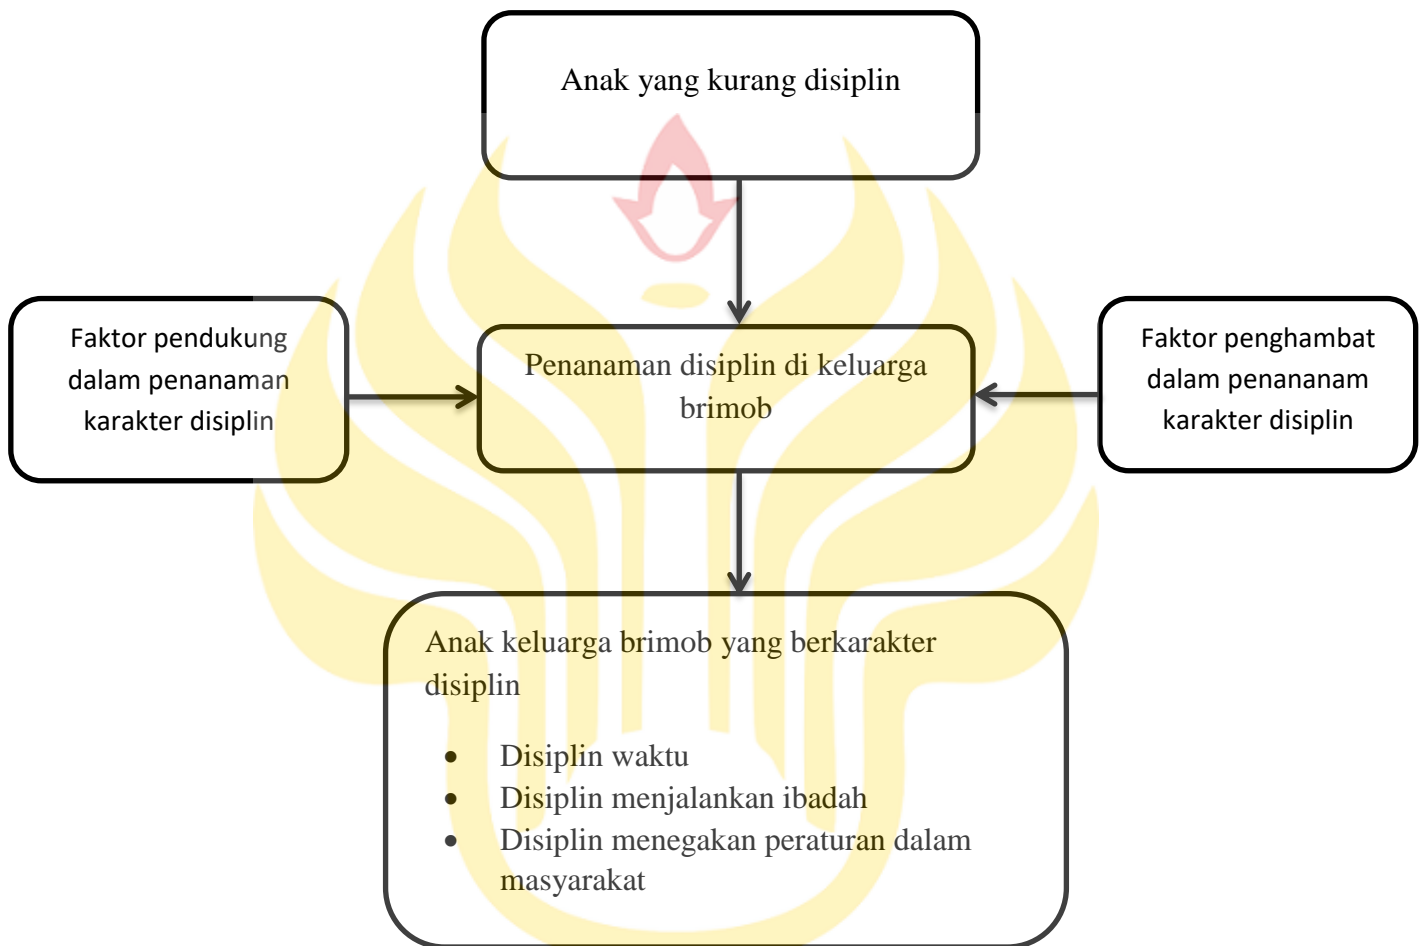 Anak yang kurang disiplin
Faktor pendukung
dalam penanaman
karakter disiplin
Penanaman disiplin di keluarga
brimob
Faktor penghambat
dalam penananam
karakter disiplin
Anak keluarga brimob yang berkarakter
disiplin
• Disiplin waktu
• Disiplin menjalankan ibadah
• Disiplin menegakan peraturan dalam
masyarakat